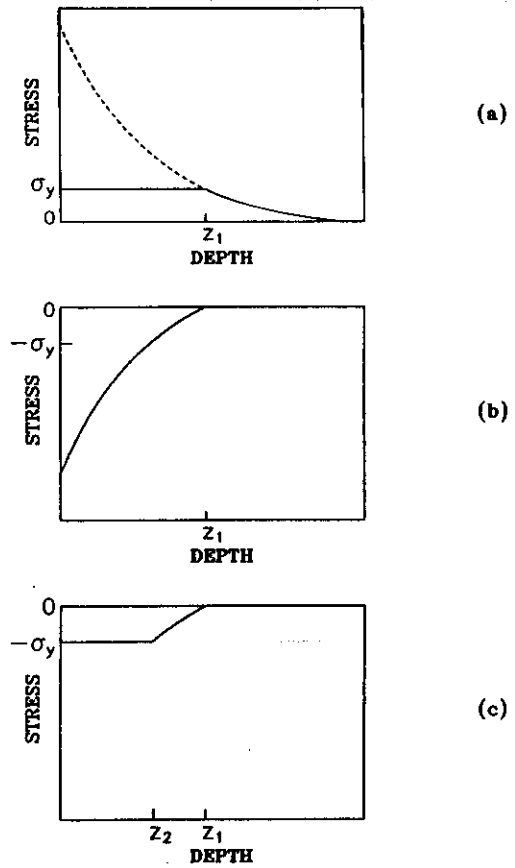 STRESS
σy
0
z1
DEPTH
(a)
0
-σy
STRESS
z1
DEPTH
(b)
0
-σy
STRESS
z2 z1
DEPTH
(c)